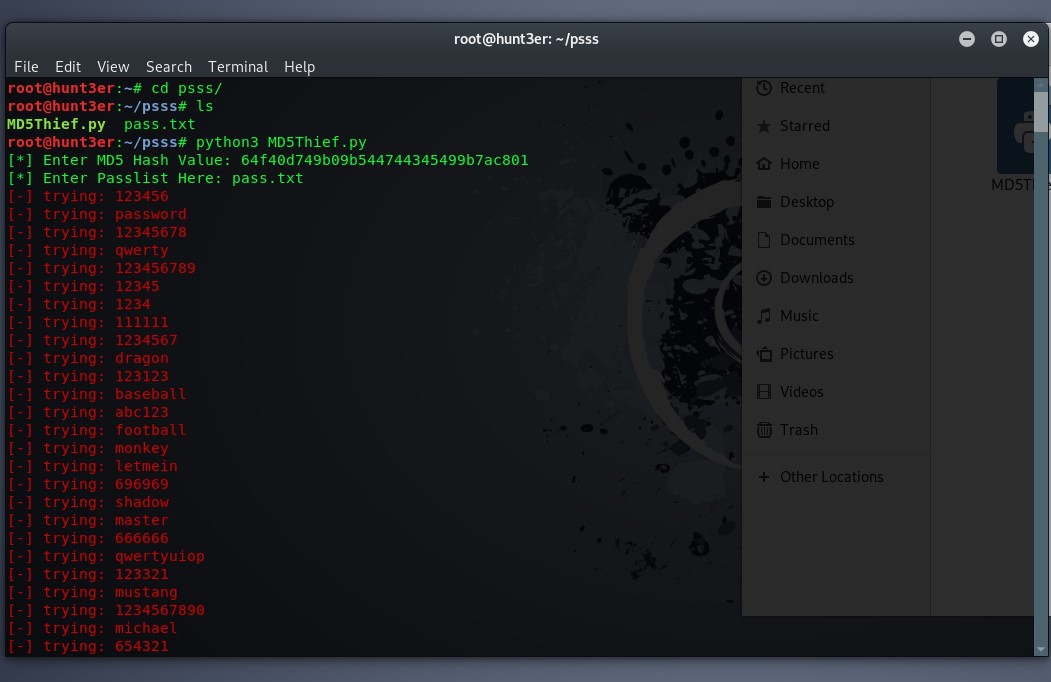 root@hunt3er: ~/psss
File Edit View Search Terminal Help
root@hunt3er:~# cd psss/
root@hunt3er:~/psss# ls
MD5Thief.py pass.txt
root@hunt3er:~/psss# python3 MD5Thief.py
[*] Enter MD5 Hash Value: 64f40d749b09b544744345499b7ac801
[*] Enter Passlist Here: pass.txt
[-] trying: 123456
[-] trying: password
[-] trying: 12345678
[-] trying: qwerty
[-] trying: 123456789
[-] trying: 12345
[-] trying: 1234
[-] trying: 111111
[-] trying: 1234567
[-] trying: dragon
[-] trying: 123123
[-] trying: baseball
[-] trying: abc123
[-] trying: football
[-] trying: monkey
[-] trying: letmein
[-] trying: 696969
[-] trying: shadow
[-] trying: master
[-] trying: 666666
[-] trying: qwertyuiop
[-] trying: 123321
[-] trying: mustang
[-] trying: 1234567890
[-] trying: michael
[-] trying: 654321
Recent
Starred
Home
Desktop
Documents
Downloads
Music
Pictures
Videos
Trash
Other Locations